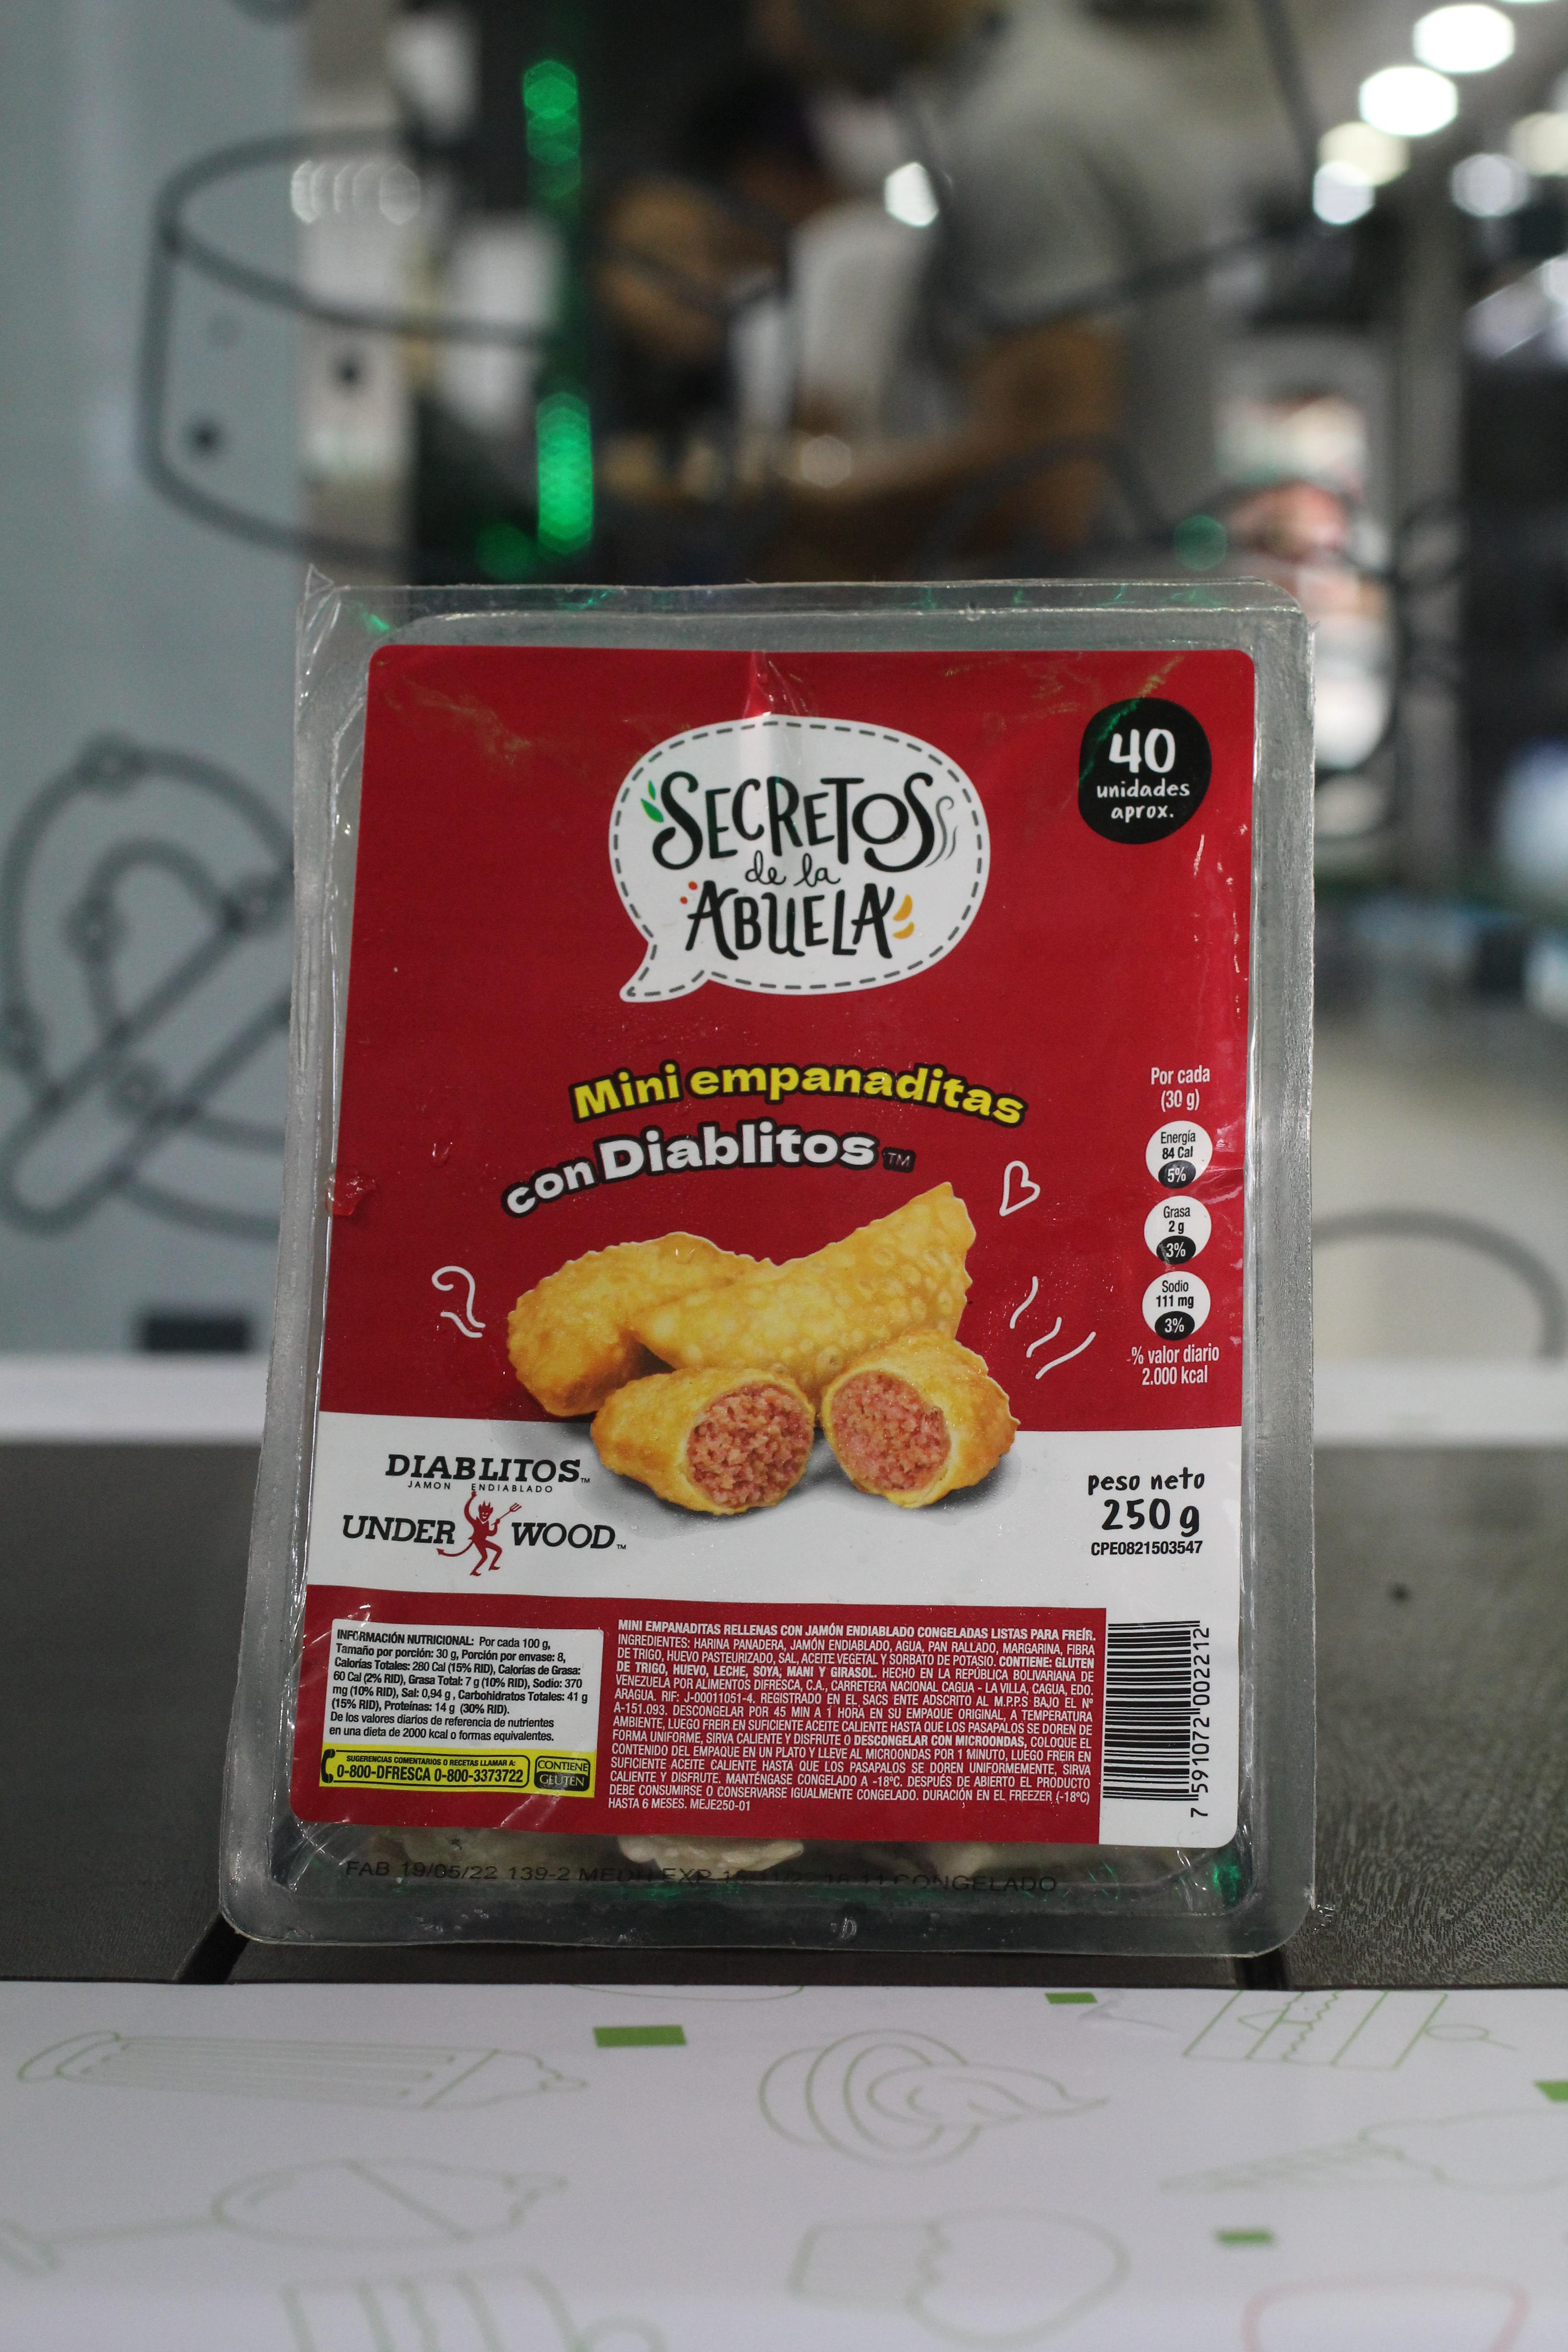 40
unidades
aprox.
SECRETOS
de la
ABUELA
Mini empanaditas
con Diablitos™
Por cada
(30 g)
Energía
84 Cal
5%
Grasa
2 g
3%
Sodio
111 mg
3%
% valor diario
2.000 kcal
DIABLITOS™
JAMON ENDIABLADO
UNDER WOOD™
peso neto
250 g
CPE0821503547
INFORMACIÓN NUTRICIONAL: Por cada 100 g,
Tamaño por porción: 30 g, Porción por envase: 8,
Calorías Totales: 280 Cal (15% RID), Calorías de Grasa:
60 Cal (2% RID), Grasa Total: 7 g (10% RID), Sodio: 370
mg (10% RID), Sal: 0,94 g, Carbohidratos Totales: 41 g
(15% RID), Proteínas: 14 g (30% RID).
De los valores diarios de referencia de nutrientes
en una dieta de 2000 kcal o formas equivalentes.
SUGERENCIAS COMENTARIOS O RECETAS LLAMAR A:
0-800-DFRESCA 0-800-3373722
CONTIENE
GLUTEN
MINI EMPANADITAS RELLENAS CON JAMÓN ENDIABLADO CONGELADAS LISTAS PARA FREÍR.
INGREDIENTES: HARINA PANADERA, JAMÓN ENDIABLADO, AGUA, PAN RALLADO, MARGARINA, FIBRA
DE TRIGO, HUEVO PASTEURIZADO, SAL, ACEITE VEGETAL Y SORBATO DE POTASIO. CONTIENE: GLUTEN
DE TRIGO, HUEVO, LECHE, SOYA, MANI Y GIRASOL. HECHO EN LA REPÚBLICA BOLIVARIANA DE
VENEZUELA POR ALIMENTOS DIFRESCA, C.A., CARRETERA NACIONAL CAGUA - LA VILLA, CAGUA, EDO.
ARAGUA. RIF: J-00011051-4. REGISTRADO EN EL SACS ENTE ADSCRITO AL M.P.P.S BAJO EL Nº
A-151.093. DESCONGELAR POR 45 MIN A 1 HORA EN SU EMPAQUE ORIGINAL, A TEMPERATURA
AMBIENTE, LUEGO FREIR EN SUFICIENTE ACEITE CALIENTE HASTA QUE LOS PASAPALOS SE DOREN DE
FORMA UNIFORME, SIRVA CALIENTE Y DISFRUTE O DESCONGELAR CON MICROONDAS, COLOQUE EL
CONTENIDO DEL EMPAQUE EN UN PLATO Y LLEVE AL MICROONDAS POR 1 MINUTO, LUEGO FREIR EN
SUFICIENTE ACEITE CALIENTE HASTA QUE LOS PASAPALOS SE DOREN UNIFORMEMENTE, SIRVA
CALIENTE Y DISFRUTE. MANTÉNGASE CONGELADO A -18ºC. DESPUÉS DE ABIERTO EL PRODUCTO
DEBE CONSUMIRSE O CONSERVARSE IGUALMENTE CONGELADO. DURACIÓN EN EL FREEZER (-18ºC)
HASTA 6 MESES. MEJE250-01
7 591072 002212
FAB 19/05/22 139-2 EXP CONGELADO